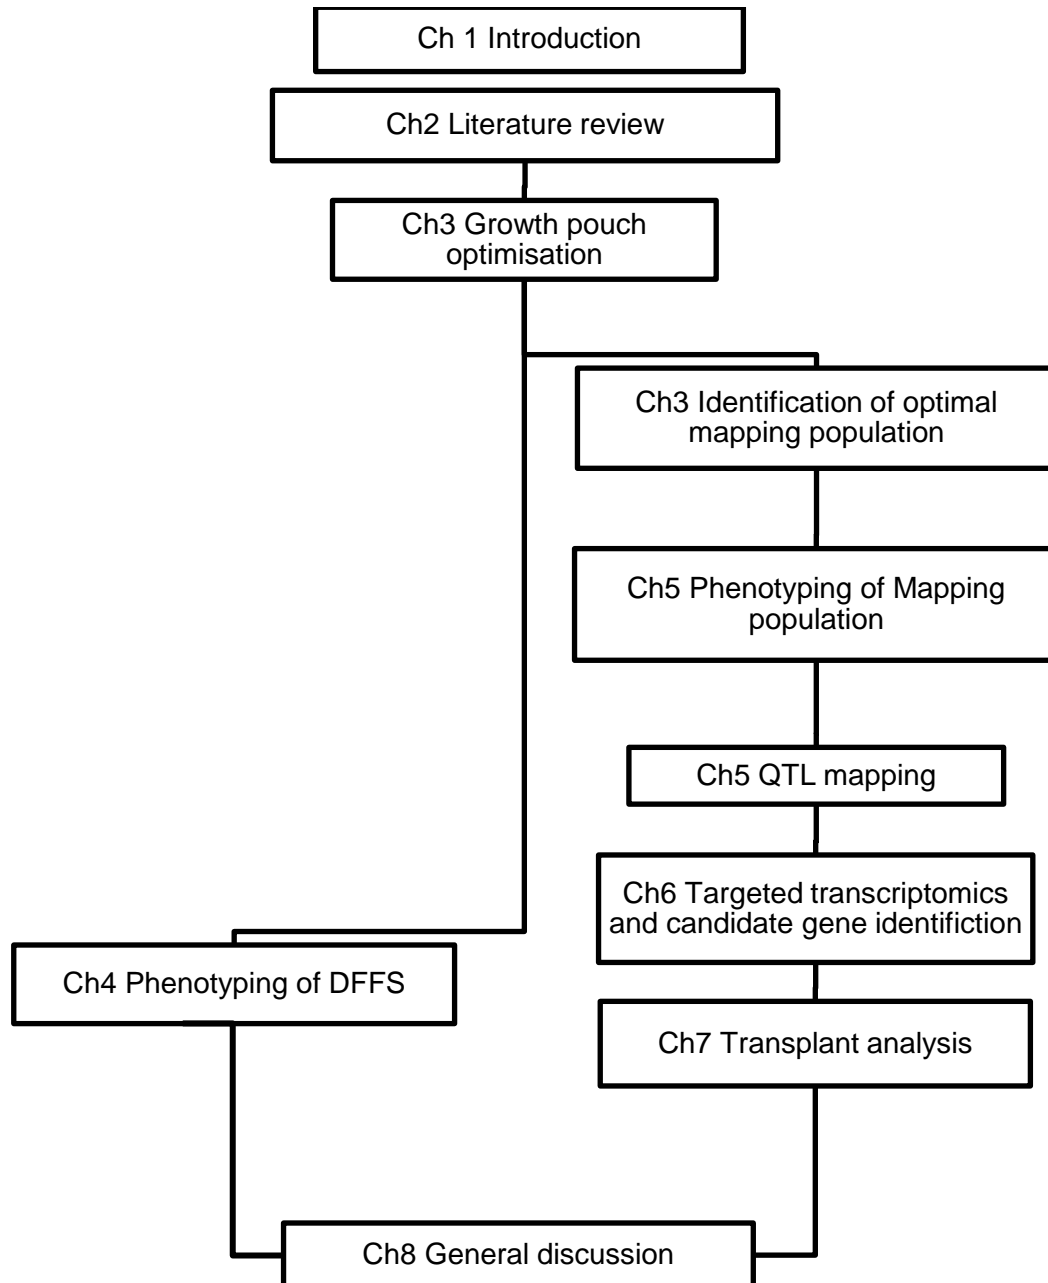 Ch 1 Introduction
Ch2 Literature review
Ch3 Growth pouch
optimisation
Ch3 Identification of optimal
mapping population
Ch5 Phenotyping of Mapping
population
Ch5 QTL mapping
Ch6 Targeted transcriptomics
and candidate gene identifiction
Ch4 Phenotyping of DFFS
Ch7 Transplant analysis
Ch8 General discussion